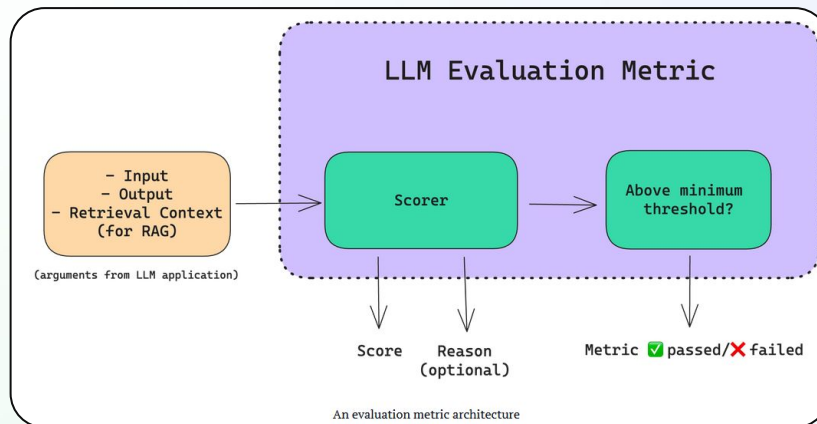 LLM Evaluation Metric
– Input
– Output
– Retrieval Context
(for RAG)
Scorer
Above minimum
threshold?
(arguments from LLM application)
Score
Reason
(optional)
Metric ✅ passed/❌ failed
An evaluation metric architecture